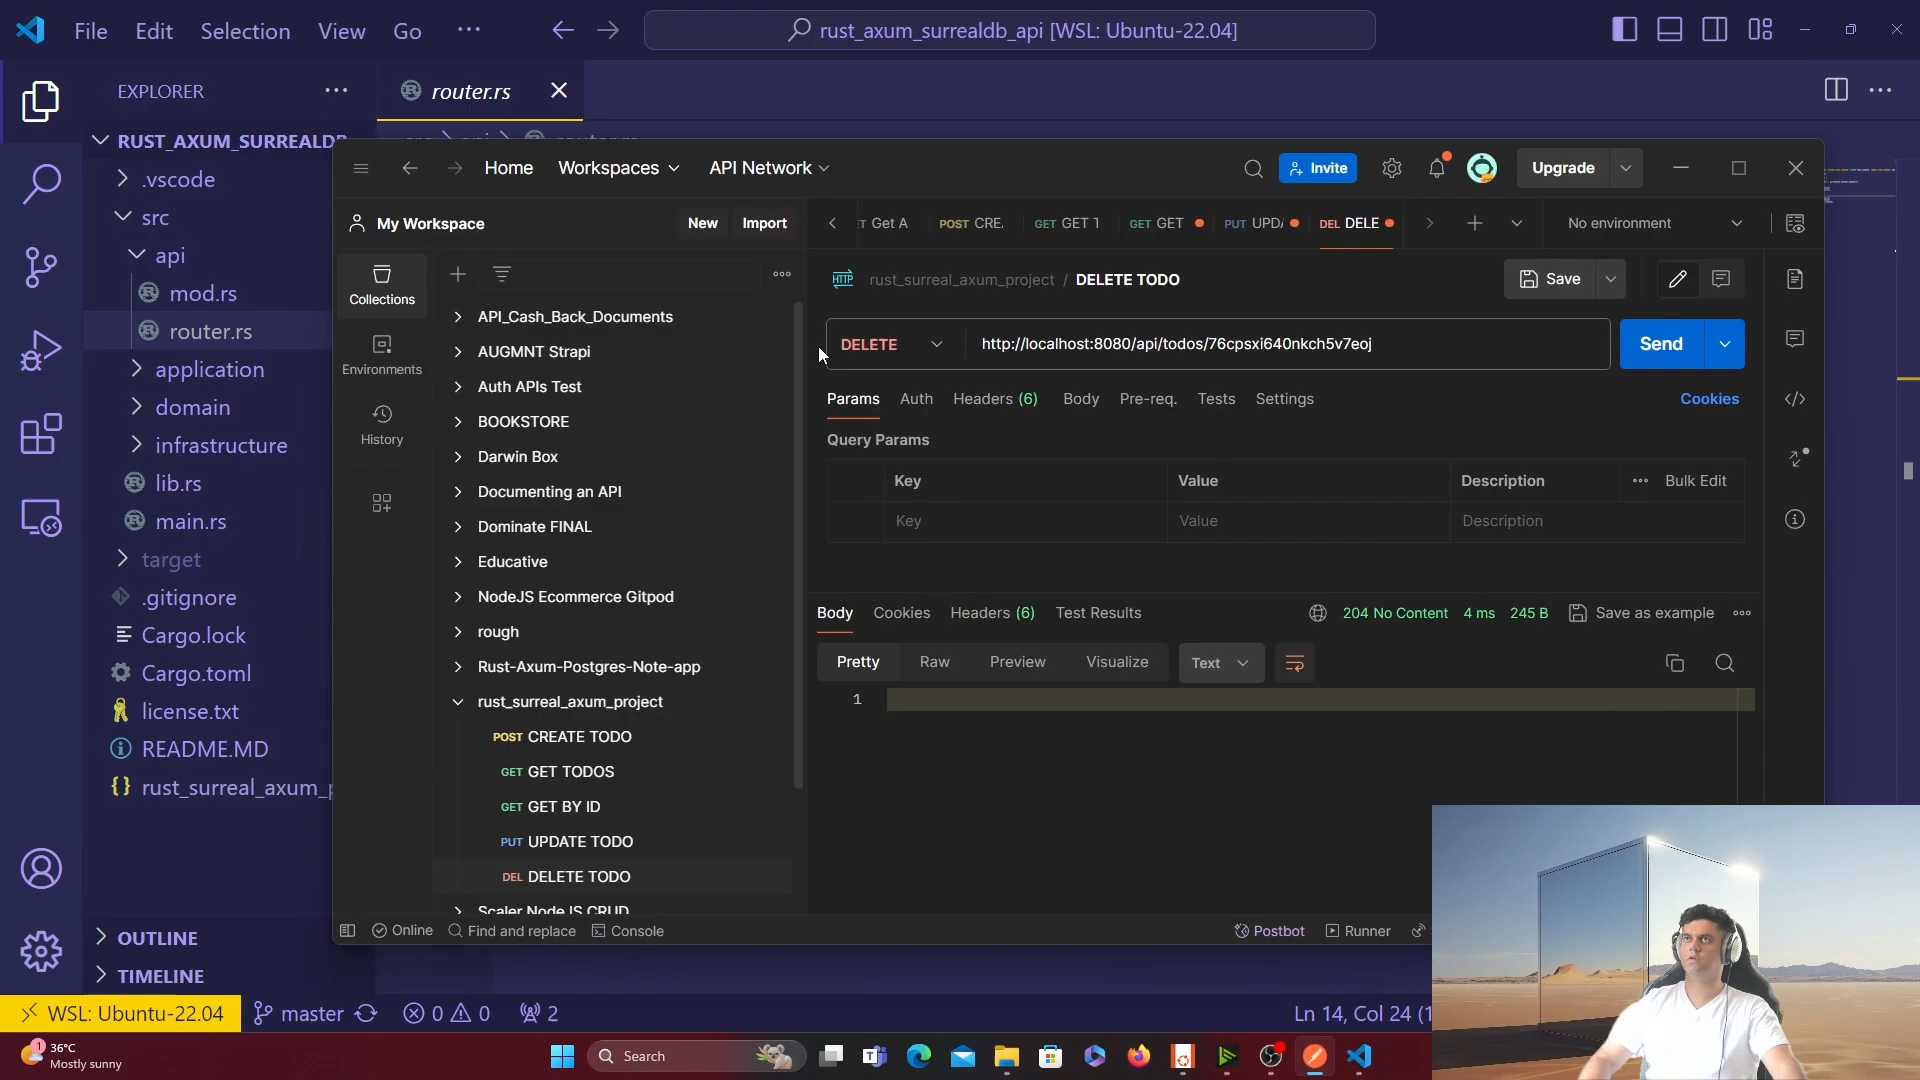 File Edit Selection View Go ···
rust_axum_surrealdb_api [WSL: Ubuntu-22.04]
EXPLORER
router.rs
RUST_AXUM_SURREALDB
.vscode
src
api
mod.rs
router.rs
application
domain
infrastructure
lib.rs
main.rs
target
.gitignore
Cargo.lock
Cargo.toml
license.txt
README.MD
rust_surreal_axum_p
OUTLINE
TIMELINE
Home Workspaces API Network
Invite
Upgrade
My Workspace
New Import
Get A
POST CRE.
GET GET T
GET GET
PUT UPD
DEL DELE
No environment
Collections
Environments
History
API_Cash_Back_Documents
AUGMNT Strapi
Auth APIs Test
BOOKSTORE
Darwin Box
Documenting an API
Dominate FINAL
Educative
NodeJS Ecommerce Gitpod
rough
Rust-Axum-Postgres-Note-app
rust_surreal_axum_project
POST CREATE TODO
GET GET TODOS
GET GET BY ID
PUT UPDATE TODO
DEL DELETE TODO
Scaler Node JS CRUD
HTTP rust_surreal_axum_project / DELETE TODO
Save
DELETE http://localhost:8080/api/todos/76cpsxi640nkch5v7eoj
Send
Params Auth Headers (6) Body Pre-req. Tests Settings Cookies
Query Params
Key Value Description ··· Bulk Edit
Key Value Description
Body Cookies Headers (6) Test Results
204 No Content 4 ms 245 B Save as example
Pretty Raw Preview Visualize Text
1
Online Find and replace Console
Postbot Runner
WSL: Ubuntu-22.04 master 0 0 2
Ln 14, Col 24 (1
1 36°C
Mostly sunny
Search